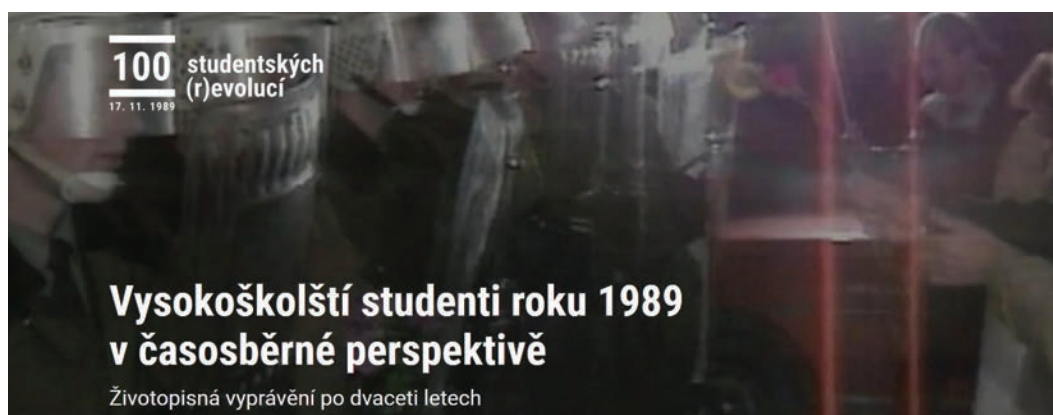 100 studentských
(r)evolucí
17. 11. 1989
Vysokoškolští studenti roku 1989
v časosběrné perspektivě
Životopisná vyprávění po dvaceti letech